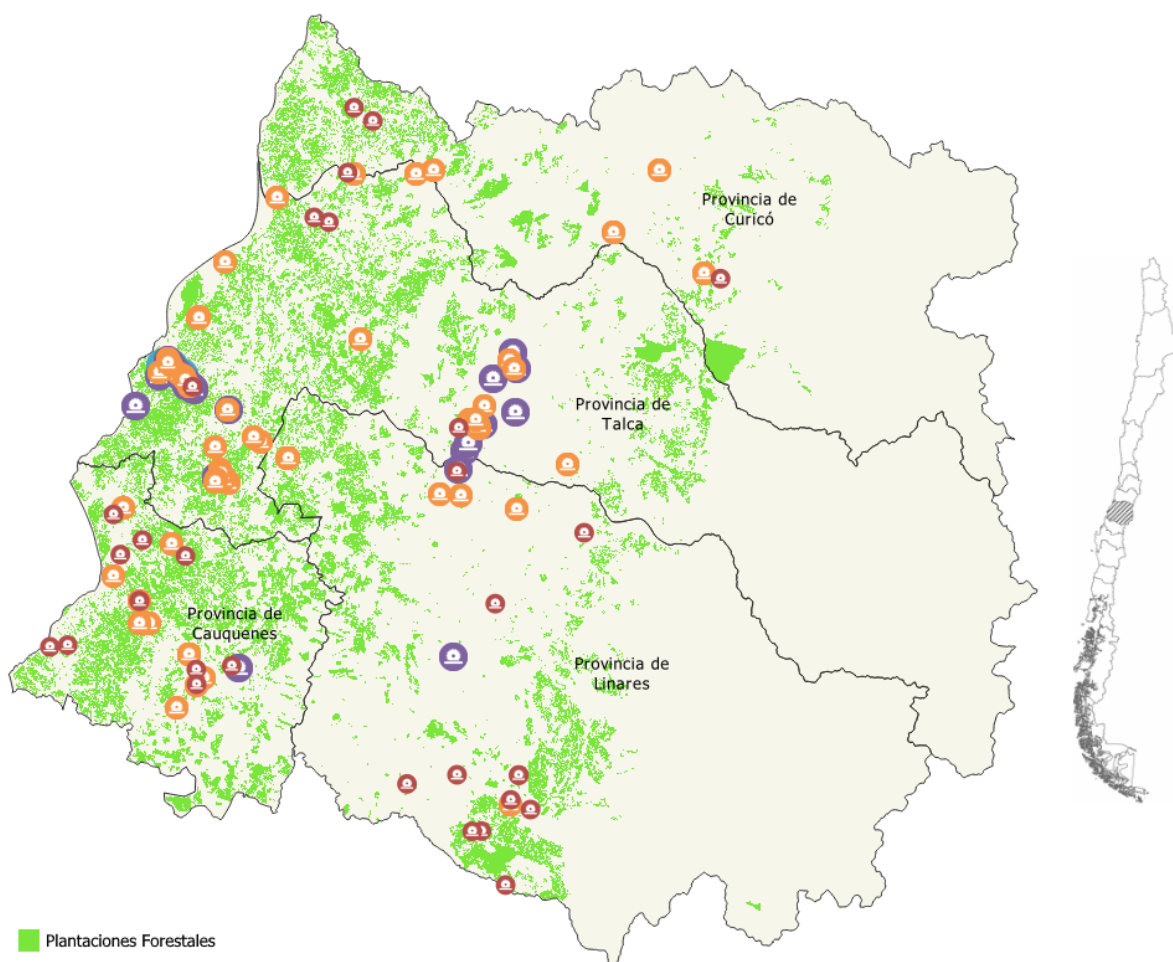 Provincia de
Curicó
Provincia de
Talca
Provincia de
Cauquenes
Provincia de
Linares
Plantaciones Forestales